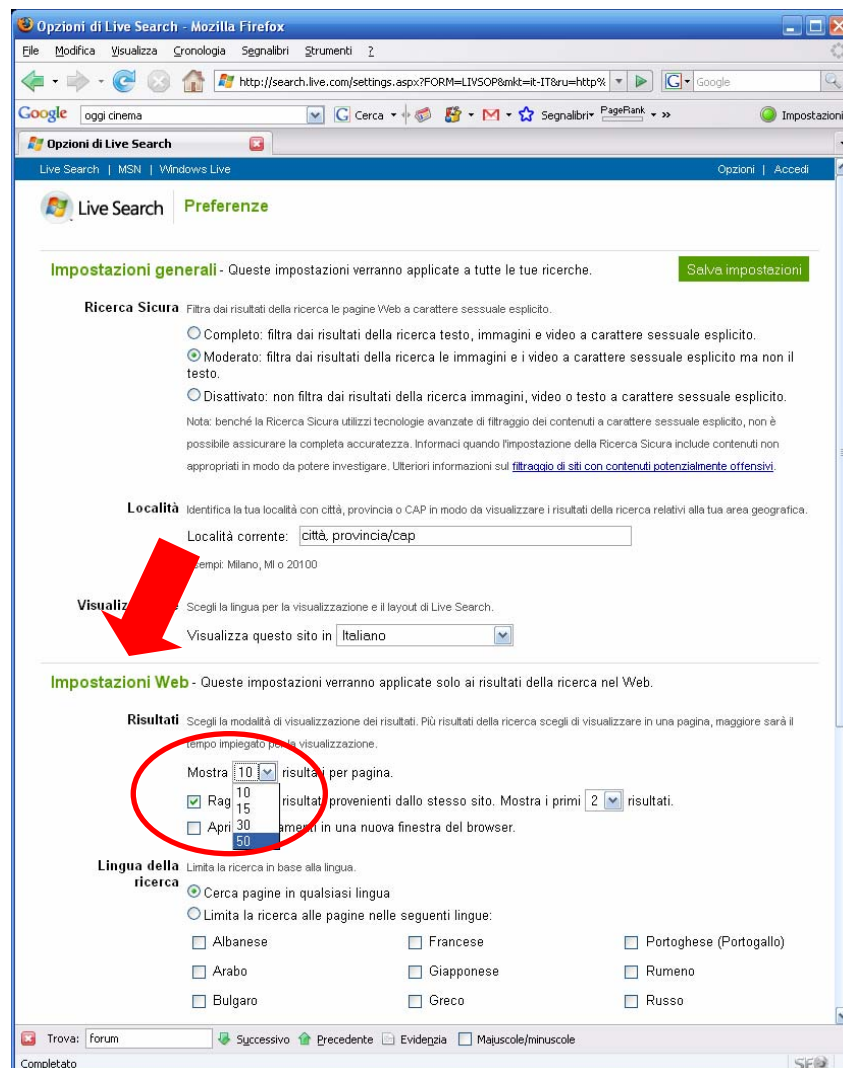 Opzioni di Live Search - Mozilla Firefox
File Modifica Visualizza Cronologia Segnalibri Strumenti ?
http://search.live.com/settings.aspx?FORM=LIVSOP&mkt=it-IT&ru=http% G Google
Google oggi cinema G Cerca Segnalibri PageRank » Impostazioni
Opzioni di Live Search
Live Search | MSN | Windows Live Opzioni | Accedi
Live Search Preferenze
Impostazioni generali - Queste impostazioni verranno applicate a tutte le tue ricerche. Salva impostazioni
Ricerca Sicura Filtra dai risultati della ricerca le pagine Web a carattere sessuale esplicito.
Completo: filtra dai risultati della ricerca testo, immagini e video a carattere sessuale esplicito.
Moderato: filtra dai risultati della ricerca le immagini e i video a carattere sessuale esplicito ma non il
testo.
Disattivato: non filtra dai risultati della ricerca immagini, video o testo a carattere sessuale esplicito.
Nota: benché la Ricerca Sicura utilizzi tecnologie avanzate di filtraggio dei contenuti a carattere sessuale esplicito, non è
possibile assicurare la completa accuratezza. Informaci quando l'impostazione della Ricerca Sicura include contenuti non
appropriati in modo da potere investigare. Ulteriori informazioni sul filtraggio di siti con contenuti potenzialmente offensivi.
Località Identifica la tua località con città, provincia o CAP in modo da visualizzare i risultati della ricerca relativi alla tua area geografica.
Località corrente: città, provincia/cap
Milano, MI o 20100
Scegli la lingua per la visualizzazione e il layout di Live Search.
Visualizza questo sito in Italiano
Impostazioni Web - Queste impostazioni verranno applicate solo ai risultati della ricerca nel Web.
Risultati Scegli la modalità di visualizzazione dei risultati. Più risultati della ricerca scegli di visualizzare in una pagina, maggiore sarà il
tempo impiegato per la visualizzazione.
Mostra 10 risultati per pagina.
10
Rag risultati provenienti dallo stesso sito. Mostra i primi 2 risultati.
15
30
Apri amenti in una nuova finestra del browser.
50
Lingua della Limita la ricerca in base alla lingua.
ricerca
Cerca pagine in qualsiasi lingua
Limita la ricerca alle pagine nelle seguenti lingue:
Albanese Francese Portoghese (Portogallo)
Arabo Giapponese Rumeno
Bulgaro Greco Russo
Trova: forum Successivo Precedente Evidenzia Majuscole/minuscole
Completato